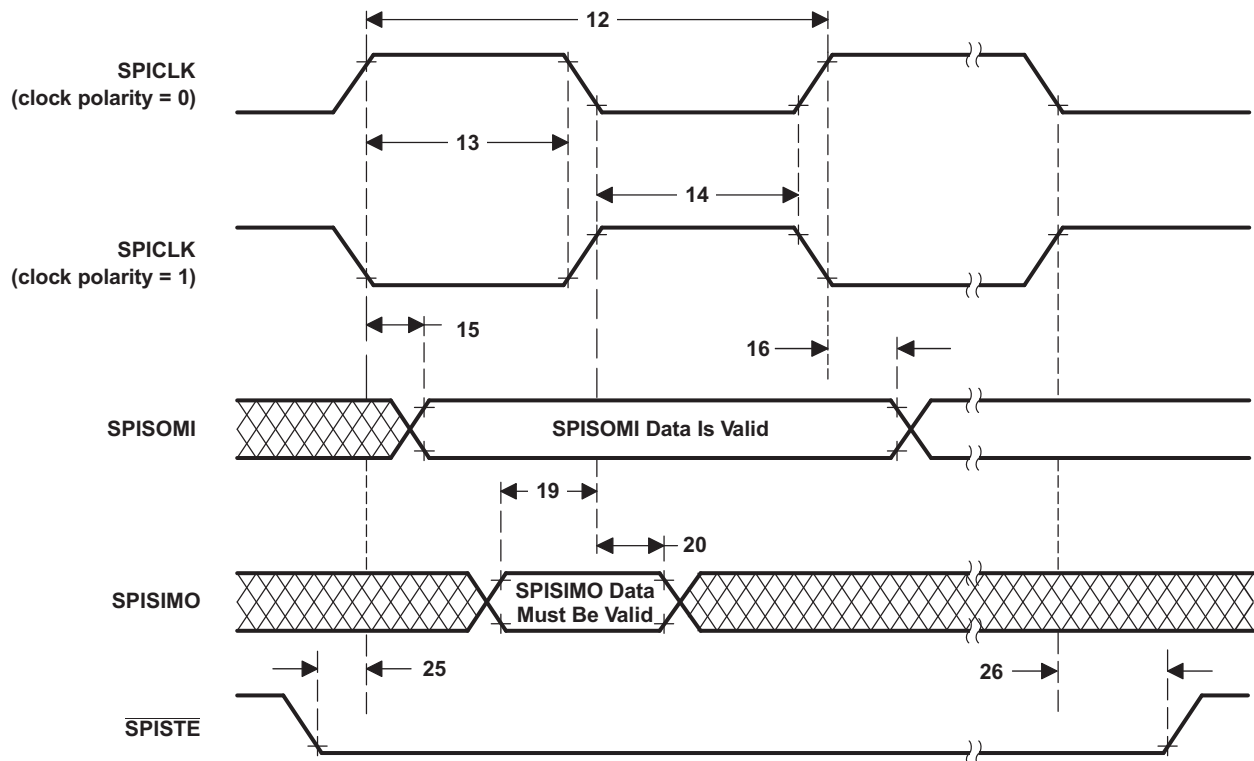 12
SPICLK
(clock polarity = 0)
13
14
SPICLK
(clock polarity = 1)
15
16
SPISOMI
SPISOMI Data Is Valid
19
20
SPISIMO
SPISIMO Data
Must Be Valid
25
26
SPISTE